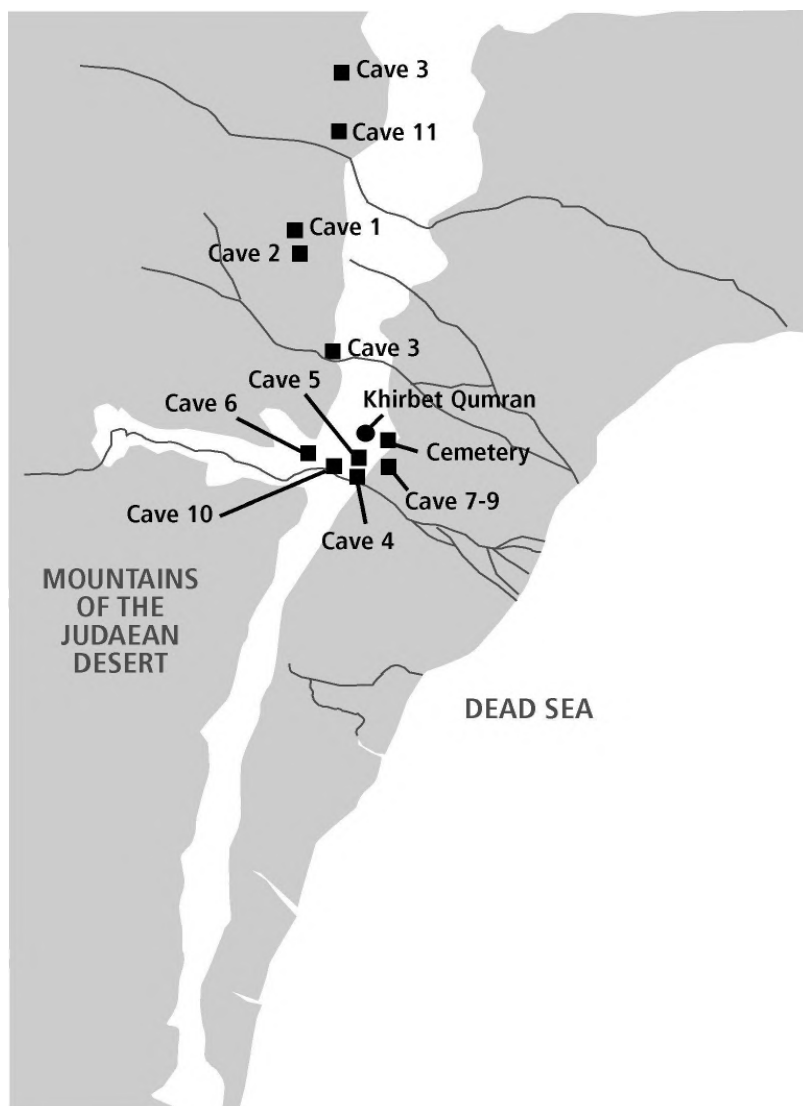 Cave 3
Cave 11
Cave 1
Cave 2
Cave 3
Cave 5
Khirbet Qumran
Cave 6
Cemetery
Cave 7-9
Cave 10
Cave 4
MOUNTAINS
OF THE
JUDAEAN
DESERT
DEAD SEA